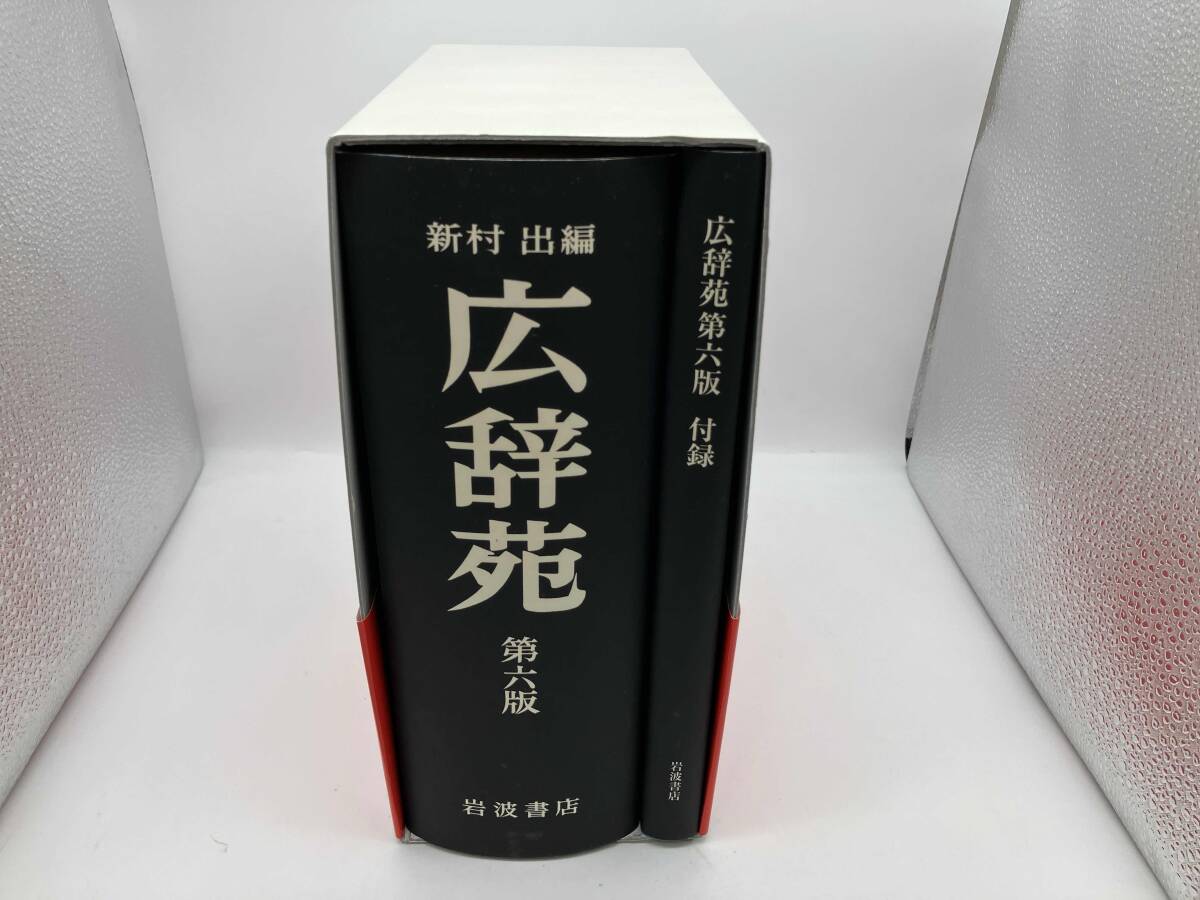 新村 出編
広辞苑
第六版
岩波書店
広辞苑第六版 付録
岩波書店